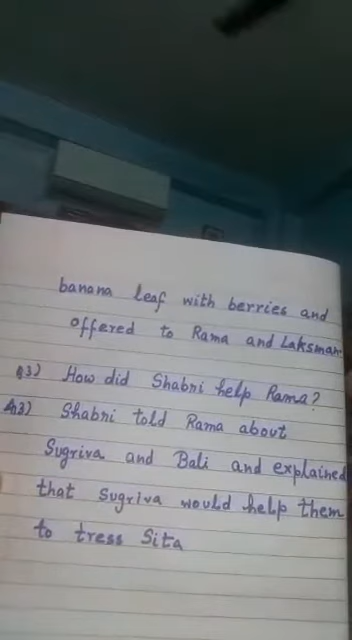 banana leaf with berries and
offered to Rama and Laksman.
Q3) How did Shabri help Rama?
A3) Shabri told Rama about
Sugriva and Bali and explained
that Sugriva would help them
to tress Sita